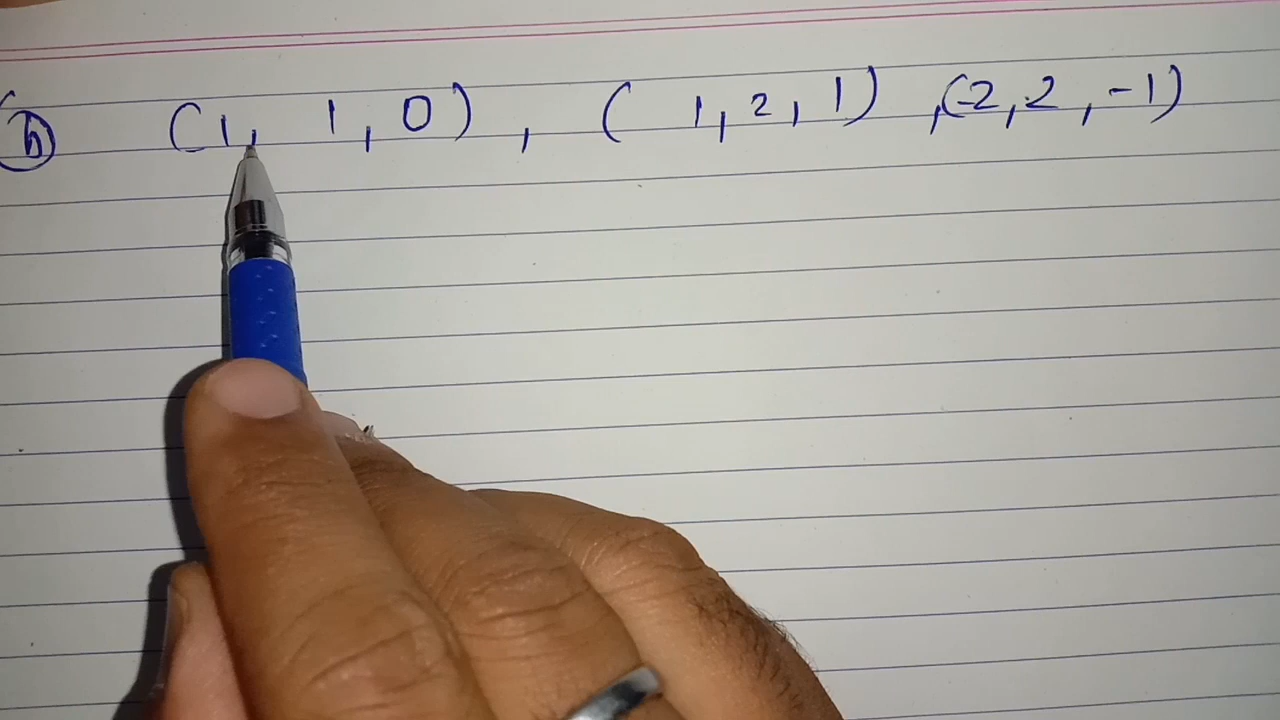 (b) (1, 1, 0) , ( 1, 2, 1) , (-2, 2, -1)